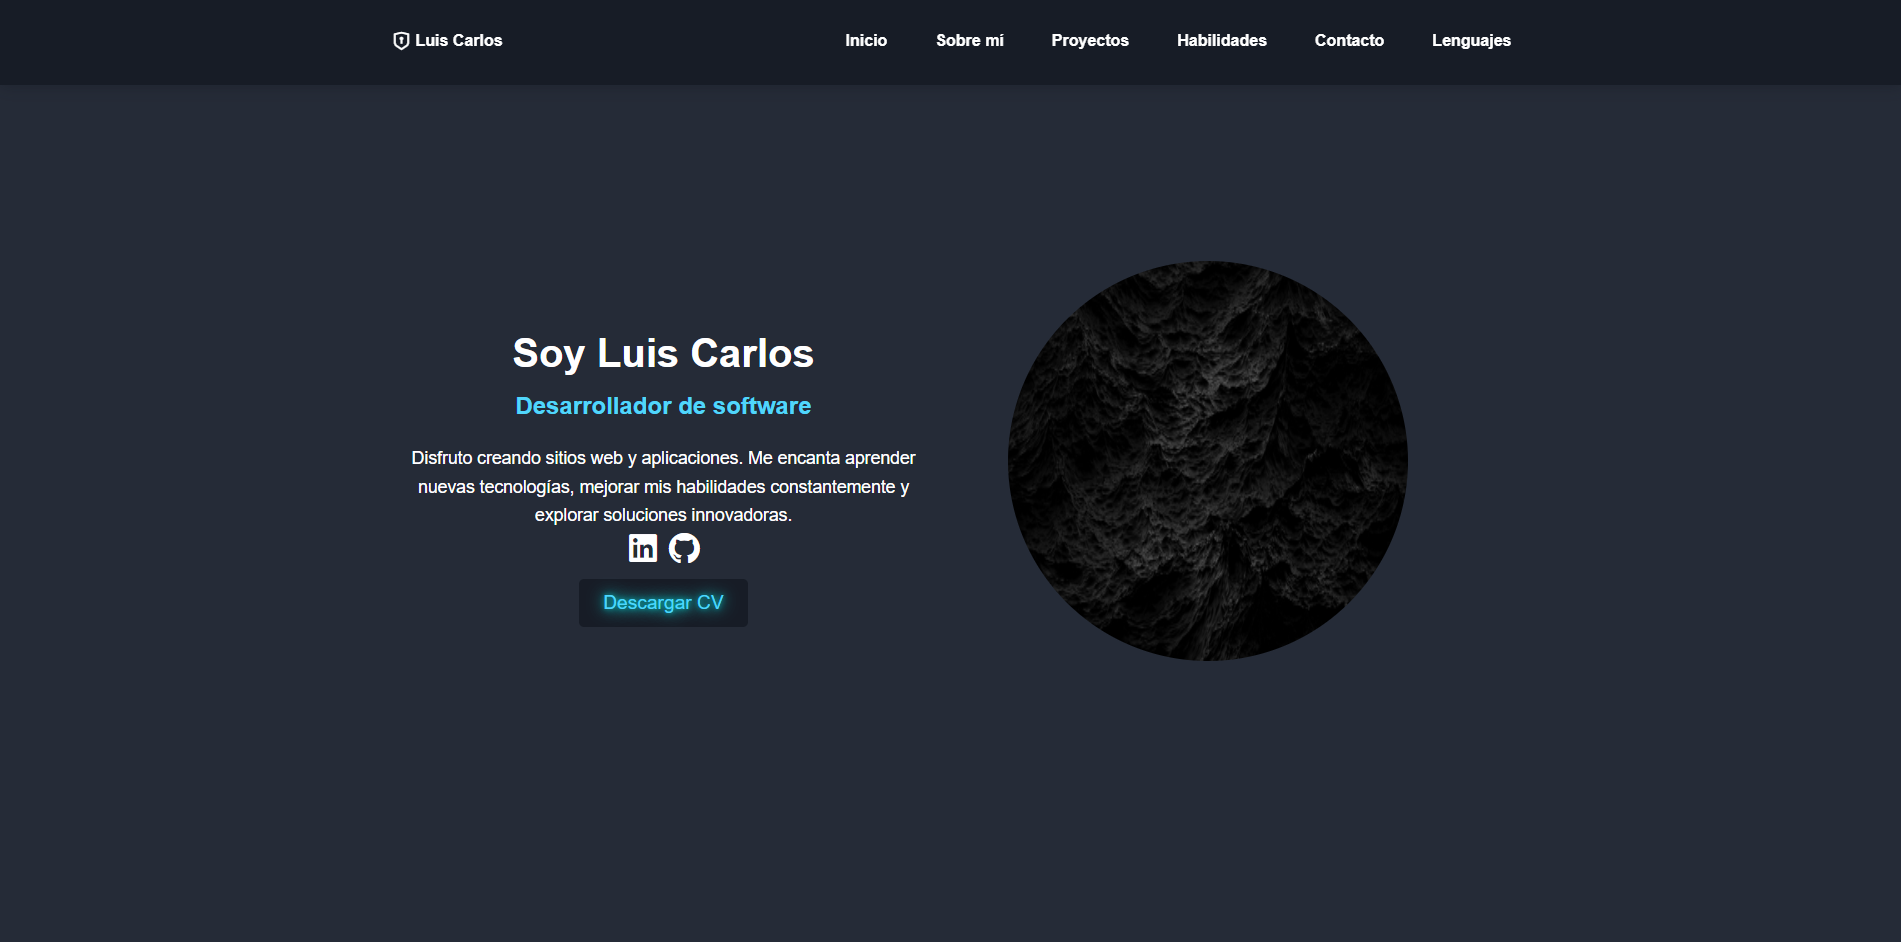 Luis Carlos
Inicio Sobre mí Proyectos Habilidades Contacto Lenguajes
Soy Luis Carlos
Desarrollador de software
Disfruto creando sitios web y aplicaciones. Me encanta aprender
nuevas tecnologías, mejorar mis habilidades constantemente y
explorar soluciones innovadoras.
in
Descargar CV